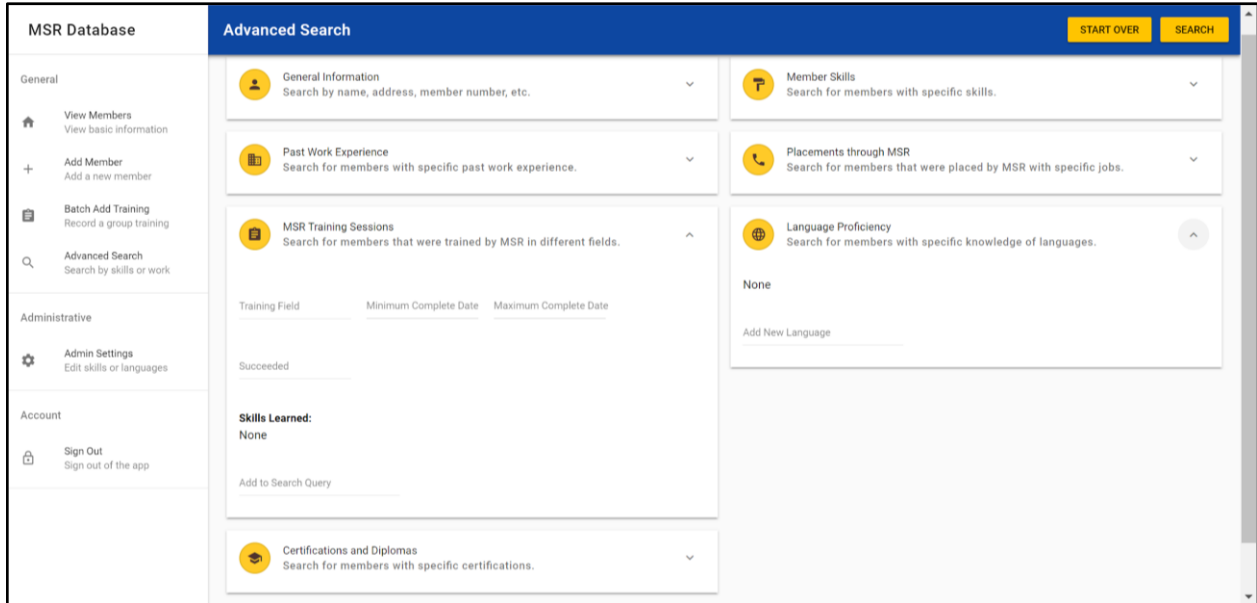 MSR Database
General
View Members
View basic information
Add Member
Add a new member
Batch Add Training
Record a group training
Advanced Search
Search by skills or work
Administrative
Admin Settings
Edit skills or languages
Account
Sign Out
Sign out of the app
Advanced Search
START OVER
SEARCH
General Information
Search by name, address, member number, etc.
Member Skills
Search for members with specific skills.
Past Work Experience
Search for members with specific past work experience.
Placements through MSR
Search for members that were placed by MSR with specific jobs.
MSR Training Sessions
Search for members that were trained by MSR in different fields.
Training Field
Minimum Complete Date
Maximum Complete Date
Succeeded
Skills Learned:
None
Add to Search Query
Language Proficiency
Search for members with specific knowledge of languages.
None
Add New Language
Certifications and Diplomas
Search for members with specific certifications.